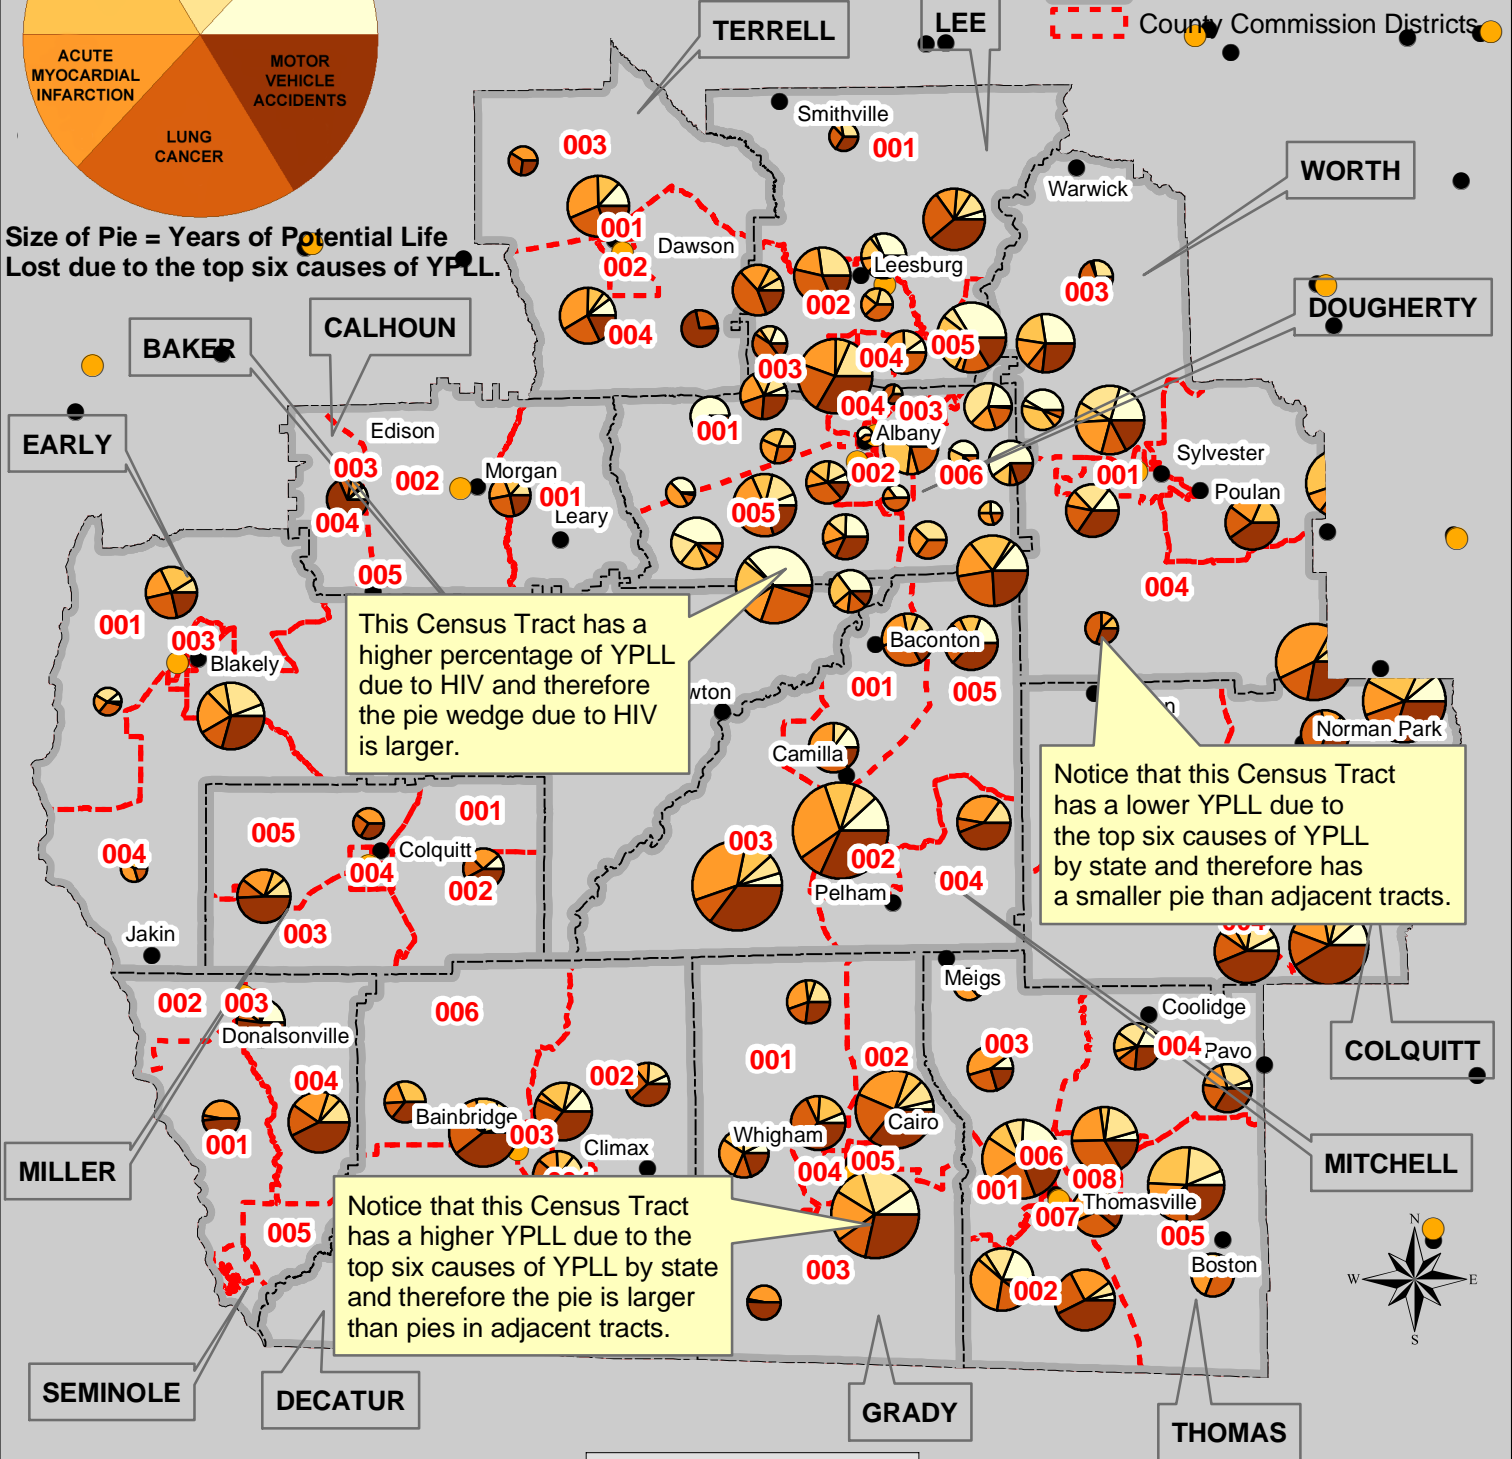 ACUTE
MYOCARDIAL
INFARCTION
MOTOR
VEHICLE
ACCIDENTS
LUNG
CANCER
Size of Pie = Years of Potential Life
Lost due to the top six causes of YPLL.
County Commission Districts
TERRELL
LEE
WORTH
DOUGHERTY
CALHOUN
BAKER
EARLY
Smithville
001
003
Warwick
001
Dawson
002
004
Leesburg
002
003
005
004
003
004
003
001
Albany
002
006
005
Edison
003
002
Morgan
001
Leary
004
005
Sylvester
001
Poulan
004
001
003
Blakely
004
Jakin
This Census Tract has a
higher percentage of YPLL
due to HIV and therefore
the pie wedge due to HIV
is larger.
Baconton
001
005
Camilla
003
002
Pelham
004
Norman Park
Notice that this Census Tract
has a lower YPLL due to
the top six causes of YPLL
by state and therefore has
a smaller pie than adjacent tracts.
005
001
Colquitt
004
002
003
002
003
Donalsonville
004
001
005
006
002
Bainbridge
003
Climax
Notice that this Census Tract
has a higher YPLL due to the
top six causes of YPLL by state
and therefore the pie is larger
than pies in adjacent tracts.
001
002
Whigham
Cairo
004
005
003
Meigs
Coolidge
003
004
Pavo
006
001
008
Thomasville
007
005
Boston
002
COLQUITT
MITCHELL
MILLER
SEMINOLE
DECATUR
GRADY
THOMAS
N
W
E
S